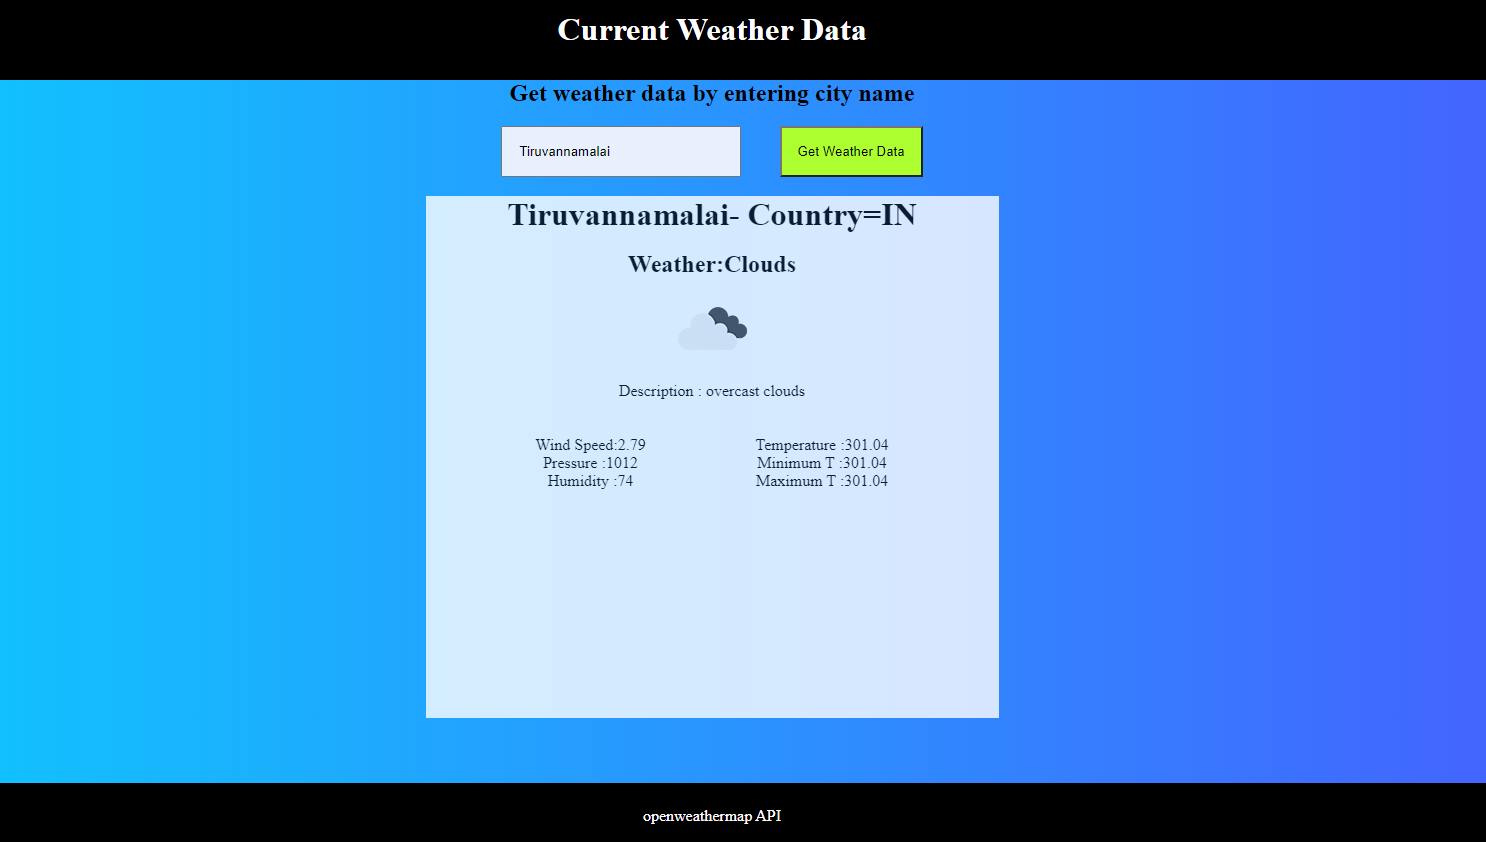 Current Weather Data
Get weather data by entering city name
Tiruvannamalai
Get Weather Data
Tiruvannamalai- Country=IN
Weather:Clouds
Description : overcast clouds
Wind Speed:2.79
Pressure :1012
Humidity :74
Temperature :301.04
Minimum T :301.04
Maximum T :301.04
openweathermap API